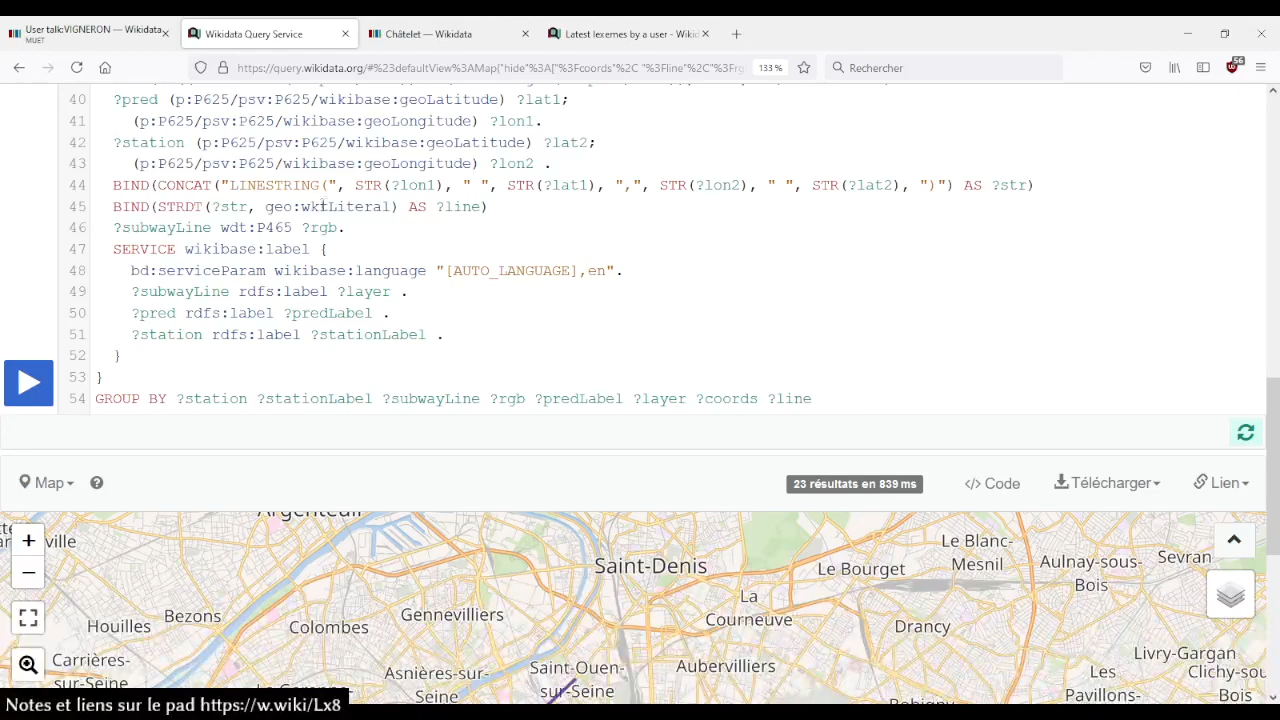 User talk:VIGNERON — Wikidata
MUET
Wikidata Query Service
Châtelet — Wikidata
Latest lexemes by a user - Wikid
https://query.wikidata.org/#%23defaultView%3AMap{"hide"%3A["%3Fcoords"%2C "%3Fline"%2C"%3Frg
133 %
Rechercher
56
40 ?pred (p:P625/psv:P625/wikibase:geoLatitude) ?lat1;
41 (p:P625/psv:P625/wikibase:geoLongitude) ?lon1.
42 ?station (p:P625/psv:P625/wikibase:geoLatitude) ?lat2;
43 (p:P625/psv:P625/wikibase:geoLongitude) ?lon2 .
44 BIND(CONCAT("LINESTRING(", STR(?lon1), " ", STR(?lat1), ",", STR(?lon2), " ", STR(?lat2), ")") AS ?str)
45 BIND(STRDT(?str, geo:wktLiteral) AS ?line)
46 ?subwayLine wdt:P465 ?rgb.
47 SERVICE wikibase:label {
48 bd:serviceParam wikibase:language "[AUTO_LANGUAGE],en".
49 ?subwayLine rdfs:label ?layer .
50 ?pred rdfs:label ?predLabel .
51 ?station rdfs:label ?stationLabel .
52 }
53 }
54 GROUP BY ?station ?stationLabel ?subwayLine ?rgb ?predLabel ?layer ?coords ?line
Map
23 résultats en 839 ms
</> Code
Télécharger
Lien
Argenteuil
Saint-Denis
Le Blanc-
Mesnil
Aulnay-sous-
Bois
Sevran
Le Bourget
La
Courneuve
Drancy
Gennevilliers
Bezons
Colombes
Houilles
Carrières-
sur-Seine
Asnières-sur-
Seine
Saint-Ouen-
sur-Seine
Aubervilliers
Livry-Gargan
Les
Pavillons-
Clichy-sou
Bois
Notes et liens sur le pad https://w.wiki/Lx8